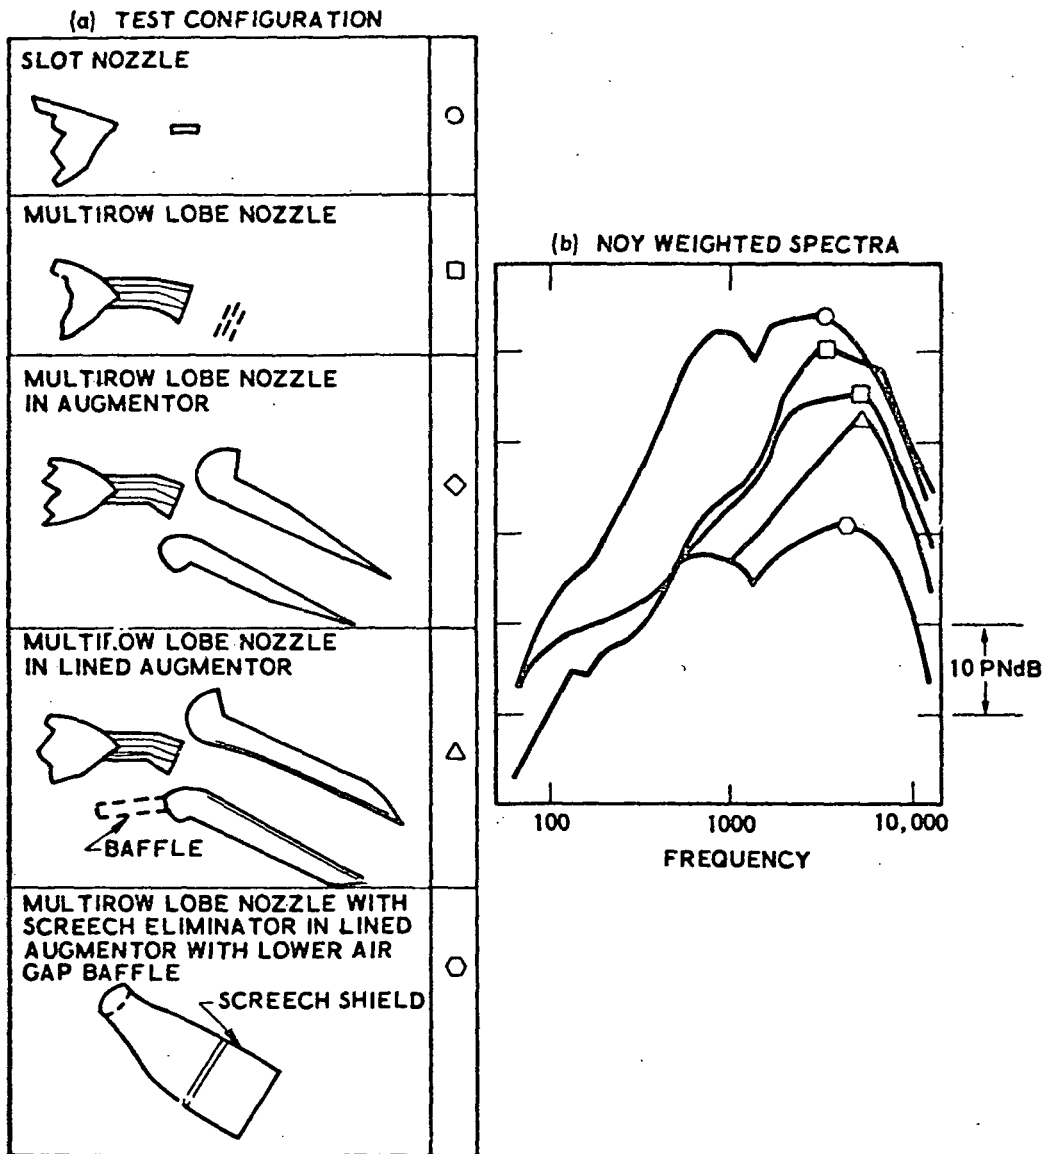 (a) TEST CONFIGURATION
SLOT NOZZLE
MULTIROW LOBE NOZZLE
MULTIROW LOBE NOZZLE
IN AUGMENTOR
MULTIFLOW LOBE NOZZLE
IN LINED AUGMENTOR
BAFFLE
MULTIROW LOBE NOZZLE WITH
SCREECH ELIMINATOR IN LINED
AUGMENTOR WITH LOWER AIR
GAP BAFFLE
SCREECH SHIELD
(b) NOY WEIGHTED SPECTRA
10 PNdB
100
1000
10,000
FREQUENCY